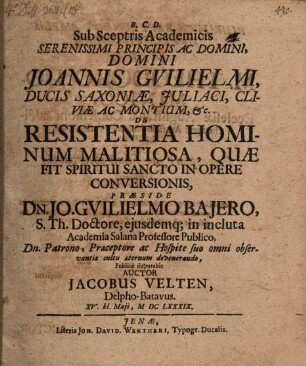 B. C. D.
Sub Sceptris Academicis
SERENISSIMI PRINCIPIS AC DOMINI,
DOMINI
JOANNIS GVILIELMI,
DUCIS SAXONIÆ, JULIACI, CLI-
VIÆ AC MONTIUM, &c.
DE
RESISTENTIA HOMI-
NUM MALITIOSA, QUÆ
FIT SPIRITUI SANCTO IN OPERE
CONVERSIONIS,
PRÆSIDE
DN. JO. GVILIELMO BAJERO,
S. Th. Doctore, ejusdemq; in incluta
Academia Salana Professore Publico,
Dn. Patrono, Præceptore ac Hospite suo omni obser-
vantiæ cultu æternum devenerando,
Publicè disputabit
AUCTOR
JACOBUS VELTEN,
Delpho-Batavus.
XV. H. Maji, M DC LXXXIX.
JENÆ,
Literis JOH. DAVID. WERTHERI, Typogr. Ducalis.